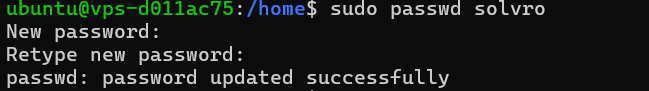 ubuntu@vps-d011ac75:/home$ sudo passwd solvro
New password:
Retype new password:
passwd: password updated successfully